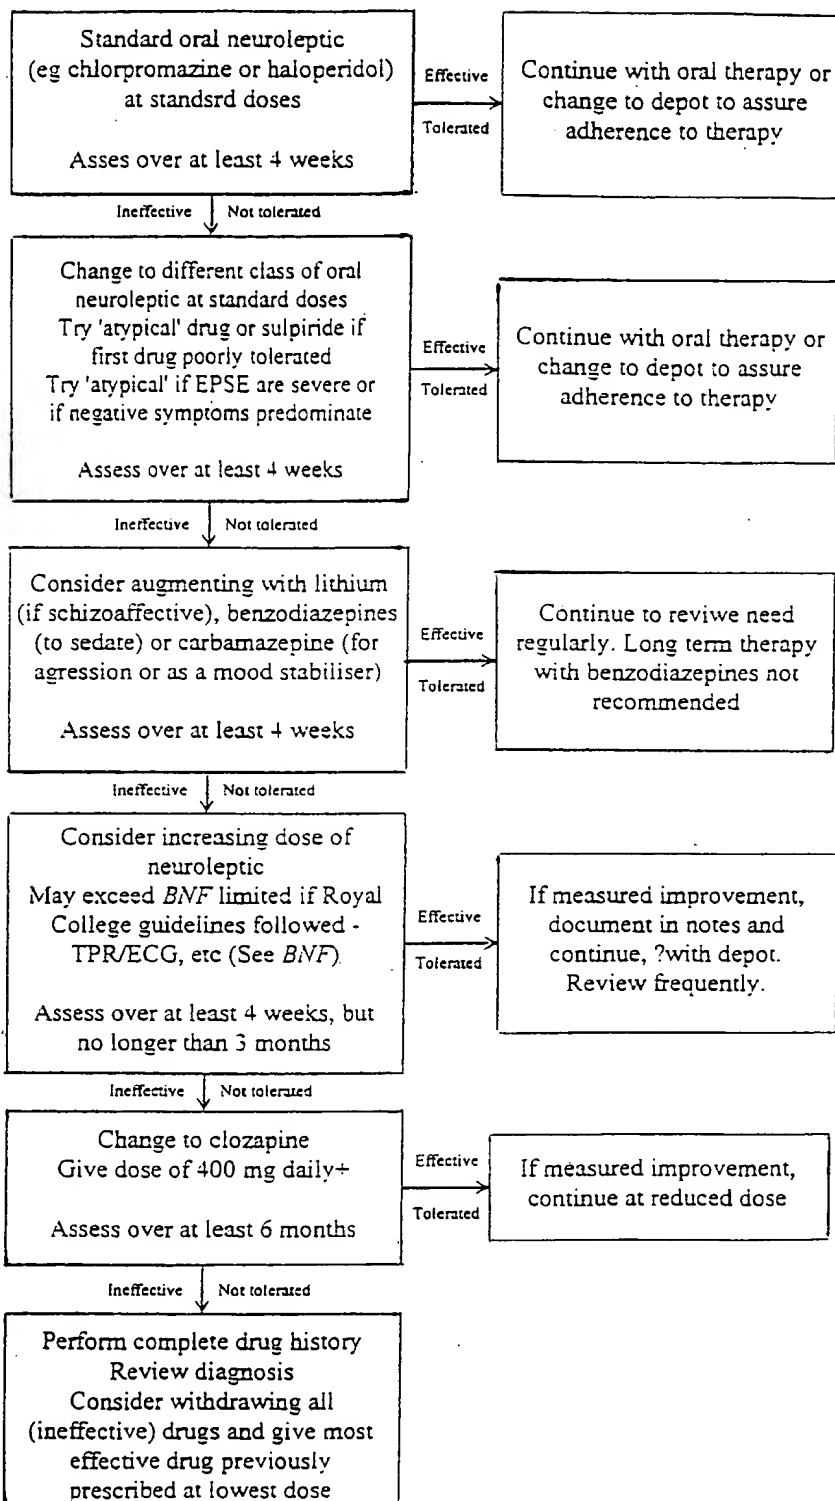 Standard oral neuroleptic
(eg chlorpromazine or haloperidol)
at standsrd doses
Asses over at least 4 weeks
Effective
Tolerated
Continue with oral therapy or
change to depot to assure
adherence to therapy
Ineffective Not tolerated
Change to different class of oral
neuroleptic at standard doses
Try 'atypical' drug or sulpiride if
first drug poorly tolerated
Try 'atypical' if EPSE are severe or
if negative symptoms predominate
Assess over at least 4 weeks
Effective
Tolerated
Continue with oral therapy or
change to depot to assure
adherence to therapy
Ineffective Not tolerated
Consider augmenting with lithium
(if schizoaffective), benzodiazepines
(to sedate) or carbamazepine (for
agression or as a mood stabiliser)
Assess over at least 4 weeks
Effective
Tolerated
Continue to reviwe need
regularly. Long term therapy
with benzodiazepines not
recommended
Ineffective Not tolerated
Consider increasing dose of
neuroleptic
May exceed BNF limited if Royal
College guidelines followed -
TPR/ECG, etc (See BNF).
Assess over at least 4 weeks, but
no longer than 3 months
Effective
Tolerated
If measured improvement,
document in notes and
continue, ?with depot.
Review frequently.
Ineffective Not tolerated
Change to clozapine
Give dose of 400 mg daily+
Assess over at least 6 months
Effective
Tolerated
If measured improvement,
continue at reduced dose
Ineffective Not tolerated
Perform complete drug history
Review diagnosis
Consider withdrawing all
(ineffective) drugs and give most
effective drug previously
prescribed at lowest dose